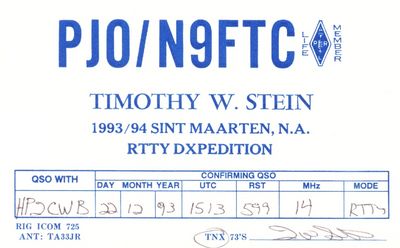 PJ0/N9FTC
LIFE MEMBER
TIMOTHY W. STEIN
1993/94 SINT MAARTEN, N.A.
RTTY DXPEDITION
QSO WITH CONFIRMING QSO
DAY MONTH YEAR UTC RST MHz MODE
HP2CWB 22 12 93 1513 599 14 RTTY
RIG ICOM 725
ANT: TA33JR TNX 73'S